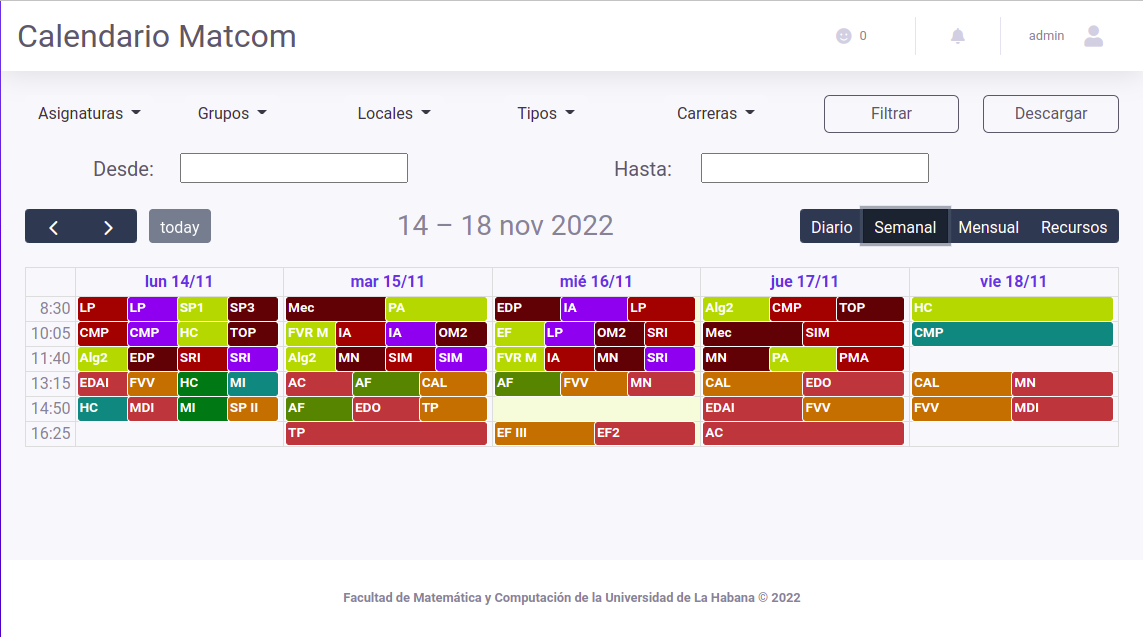 Calendario Matcom
0
admin
Asignaturas Grupos Locales Tipos Carreras Filtrar Descargar
Desde: Hasta:
today 14 – 18 nov 2022 Diario Semanal Mensual Recursos
lun 14/11 mar 15/11 mié 16/11 jue 17/11 vie 18/11
8:30 LP LP SP1 SP3 Mec PA EDP IA LP Alg2 CMP TOP HC
10:05 CMP CMP HC TOP FVR M IA IA OM2 EF LP OM2 SRI Mec SIM CMP
11:40 Alg2 EDP SRI SRI Alg2 MN SIM SIM FVR M IA MN SRI MN PA PMA
13:15 EDAI FVV HC MI AC AF CAL AF FVV MN CAL EDO CAL MN
14:50 HC MDI MI SP II AF EDO TP EDAI FVV FVV MDI
16:25 TP EF III EF2 AC
Facultad de Matemática y Computación de la Universidad de La Habana © 2022